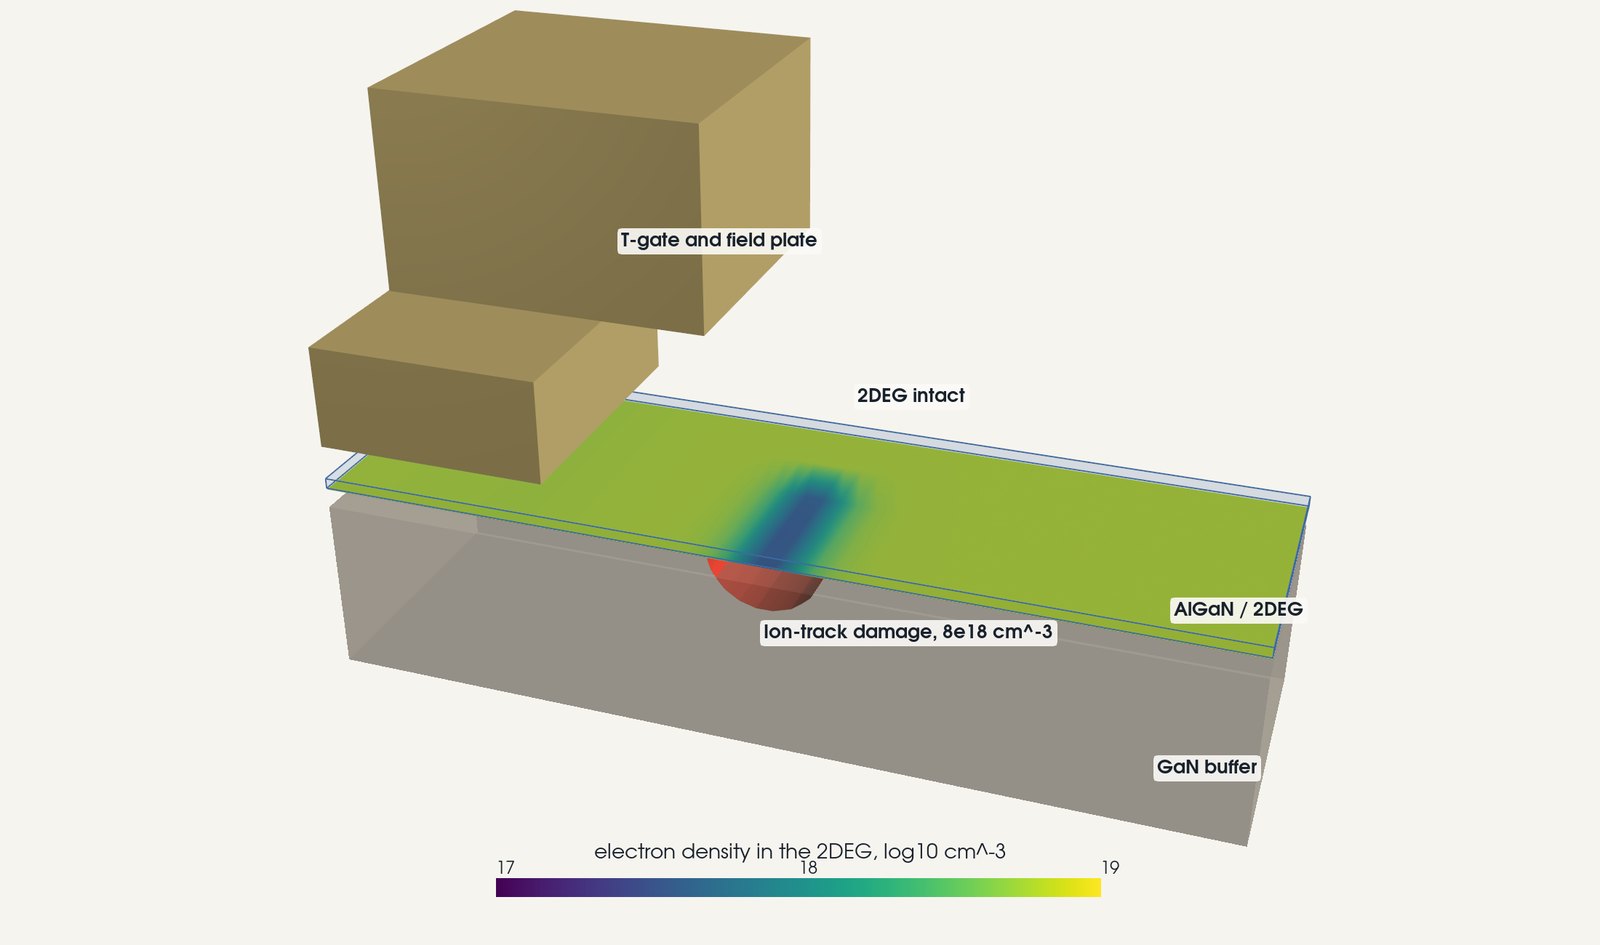 T-gate and field plate
2DEG intact
AlGaN / 2DEG
Ion-track damage, 8e18 cm^-3
GaN buffer
electron density in the 2DEG, log10 cm^-3
17 18 19